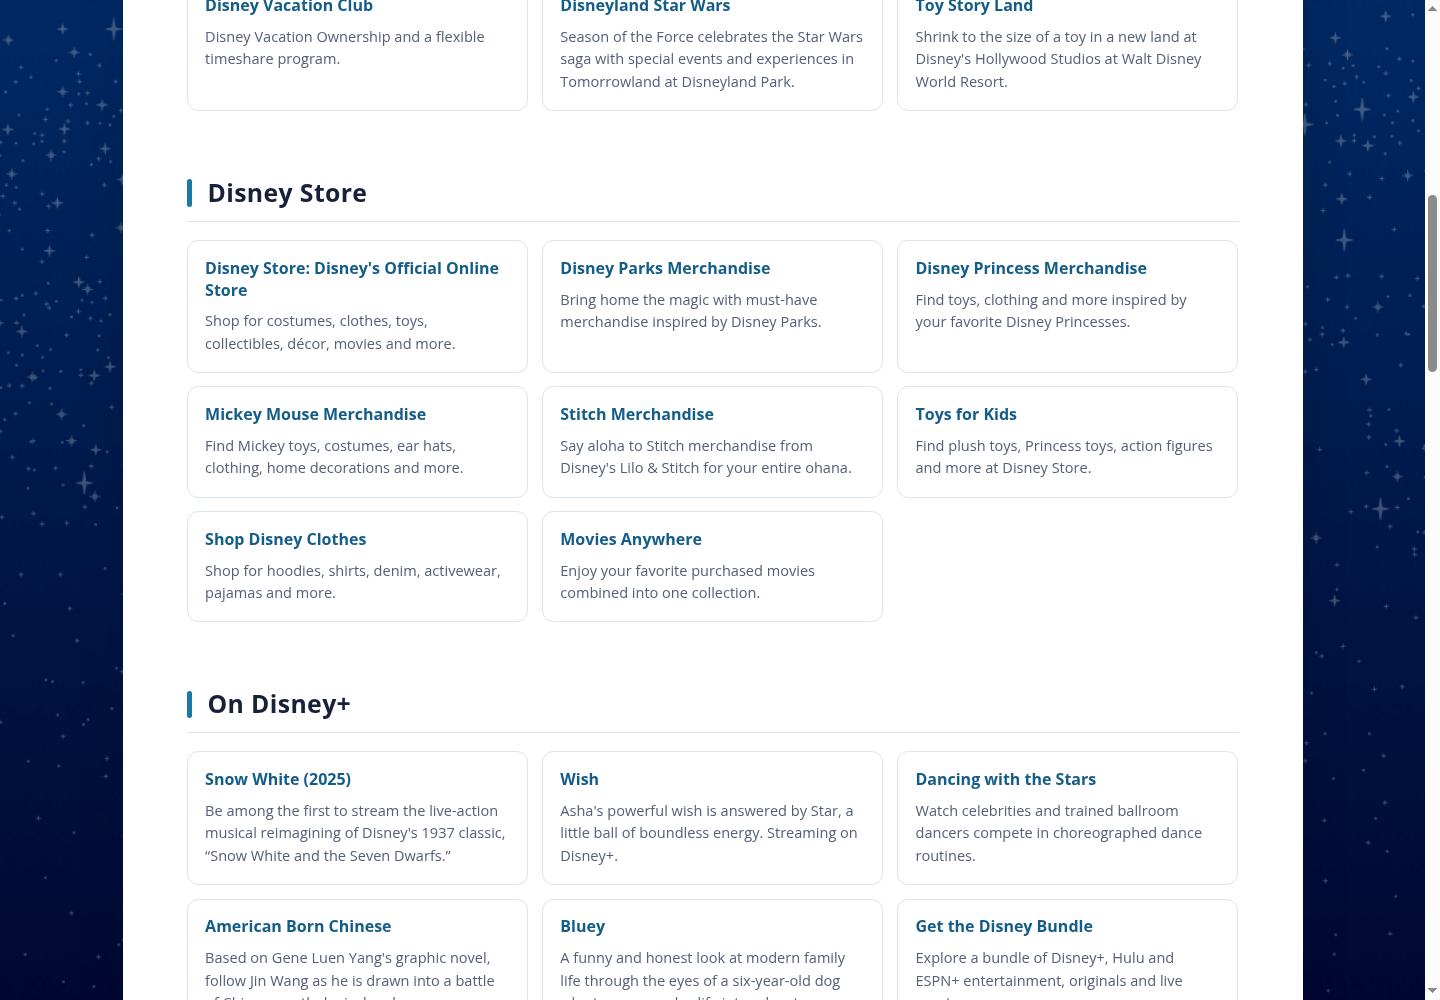 Disney Vacation Club
Disney Vacation Ownership and a flexible
timeshare program.
Disneyland Star Wars
Season of the Force celebrates the Star Wars
saga with special events and experiences in
Tomorrowland at Disneyland Park.
Toy Story Land
Shrink to the size of a toy in a new land at
Disney's Hollywood Studios at Walt Disney
World Resort.
Disney Store
Disney Store: Disney's Official Online
Store
Shop for costumes, clothes, toys,
collectibles, décor, movies and more.
Disney Parks Merchandise
Bring home the magic with must-have
merchandise inspired by Disney Parks.
Disney Princess Merchandise
Find toys, clothing and more inspired by
your favorite Disney Princesses.
Mickey Mouse Merchandise
Find Mickey toys, costumes, ear hats,
clothing, home decorations and more.
Stitch Merchandise
Say aloha to Stitch merchandise from
Disney's Lilo & Stitch for your entire ohana.
Toys for Kids
Find plush toys, Princess toys, action figures
and more at Disney Store.
Shop Disney Clothes
Shop for hoodies, shirts, denim, activewear,
pajamas and more.
Movies Anywhere
Enjoy your favorite purchased movies
combined into one collection.
On Disney+
Snow White (2025)
Be among the first to stream the live-action
musical reimagining of Disney's 1937 classic,
“Snow White and the Seven Dwarfs.”
Wish
Asha's powerful wish is answered by Star, a
little ball of boundless energy. Streaming on
Disney+.
Dancing with the Stars
Watch celebrities and trained ballroom
dancers compete in choreographed dance
routines.
American Born Chinese
Based on Gene Luen Yang's graphic novel,
follow Jin Wang as he is drawn into a battle
Bluey
A funny and honest look at modern family
life through the eyes of a six-year-old dog
Get the Disney Bundle
Explore a bundle of Disney+, Hulu and
ESPN+ entertainment, originals and live